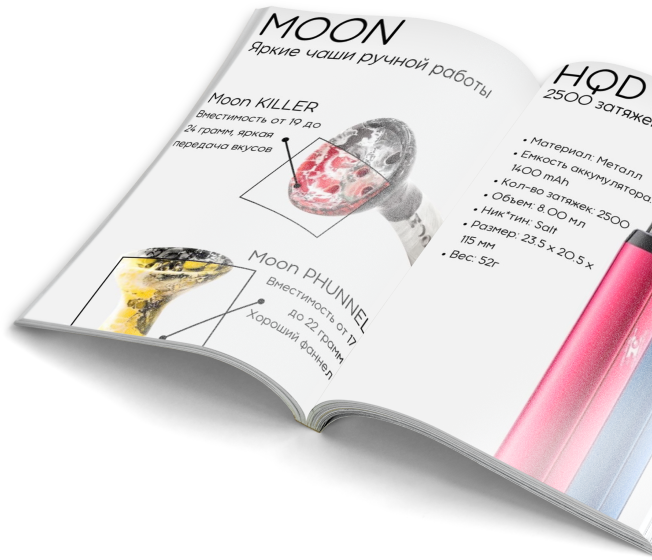 MOON
Яркие чаши ручной работы
Moon KILLER
Вместимость от 19 до
24 грамм, яркая
передача вкусов
Moon PHUNNEL
Вместимость от 17
до 22 грамм
Хороший фаннел
HQD
2500 затяжек
• Материал: Металл
• Емкость аккумулятора:
1400 mAh
• Кол-во затяжек: 2500
• Объем: 8.00 мл
• Ник*тин: Salt
• Размер: 23.5 х 20.5 х
115 мм
• Вес: 52г